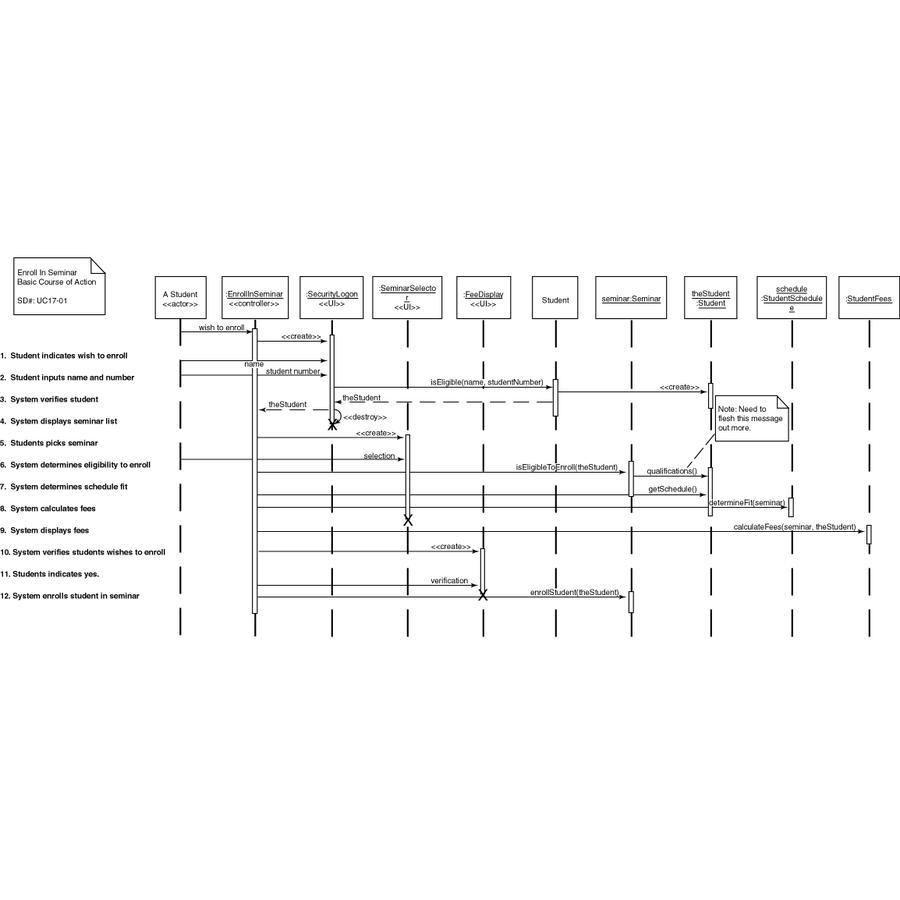 Enroll In Seminar
Basic Course of Action
SD#: UC17-01
A Student
<<actor>>
:EnrollInSeminar
<<controller>>
:SecurityLogon
<<UI>>
:SeminarSelecto
r
<<UI>>
:FeeDisplay
<<UI>>
Student
seminar:Seminar
theStudent
:Student
schedule
:StudentSchedul
e
:StudentFees
wish to enroll
<<create>>
1. Student indicates wish to enroll
name
student number
2. Student inputs name and number
isEligible(name, studentNumber)
<<create>>
3. System verifies student
theStudent
theStudent
<<destroy>>
Note: Need to
flesh this message
out more.
4. System displays seminar list
<<create>>
5. Students picks seminar
selection
6. System determines eligibility to enroll
isEligibleToEnroll(theStudent)
qualifications()
7. System determines schedule fit
getSchedule()
determineFit(seminar)
8. System calculates fees
calculateFees(seminar, theStudent)
9. System displays fees
<<create>>
10. System verifies students wishes to enroll
11. Students indicates yes.
verification
12. System enrolls student in seminar
enrollStudent(theStudent)